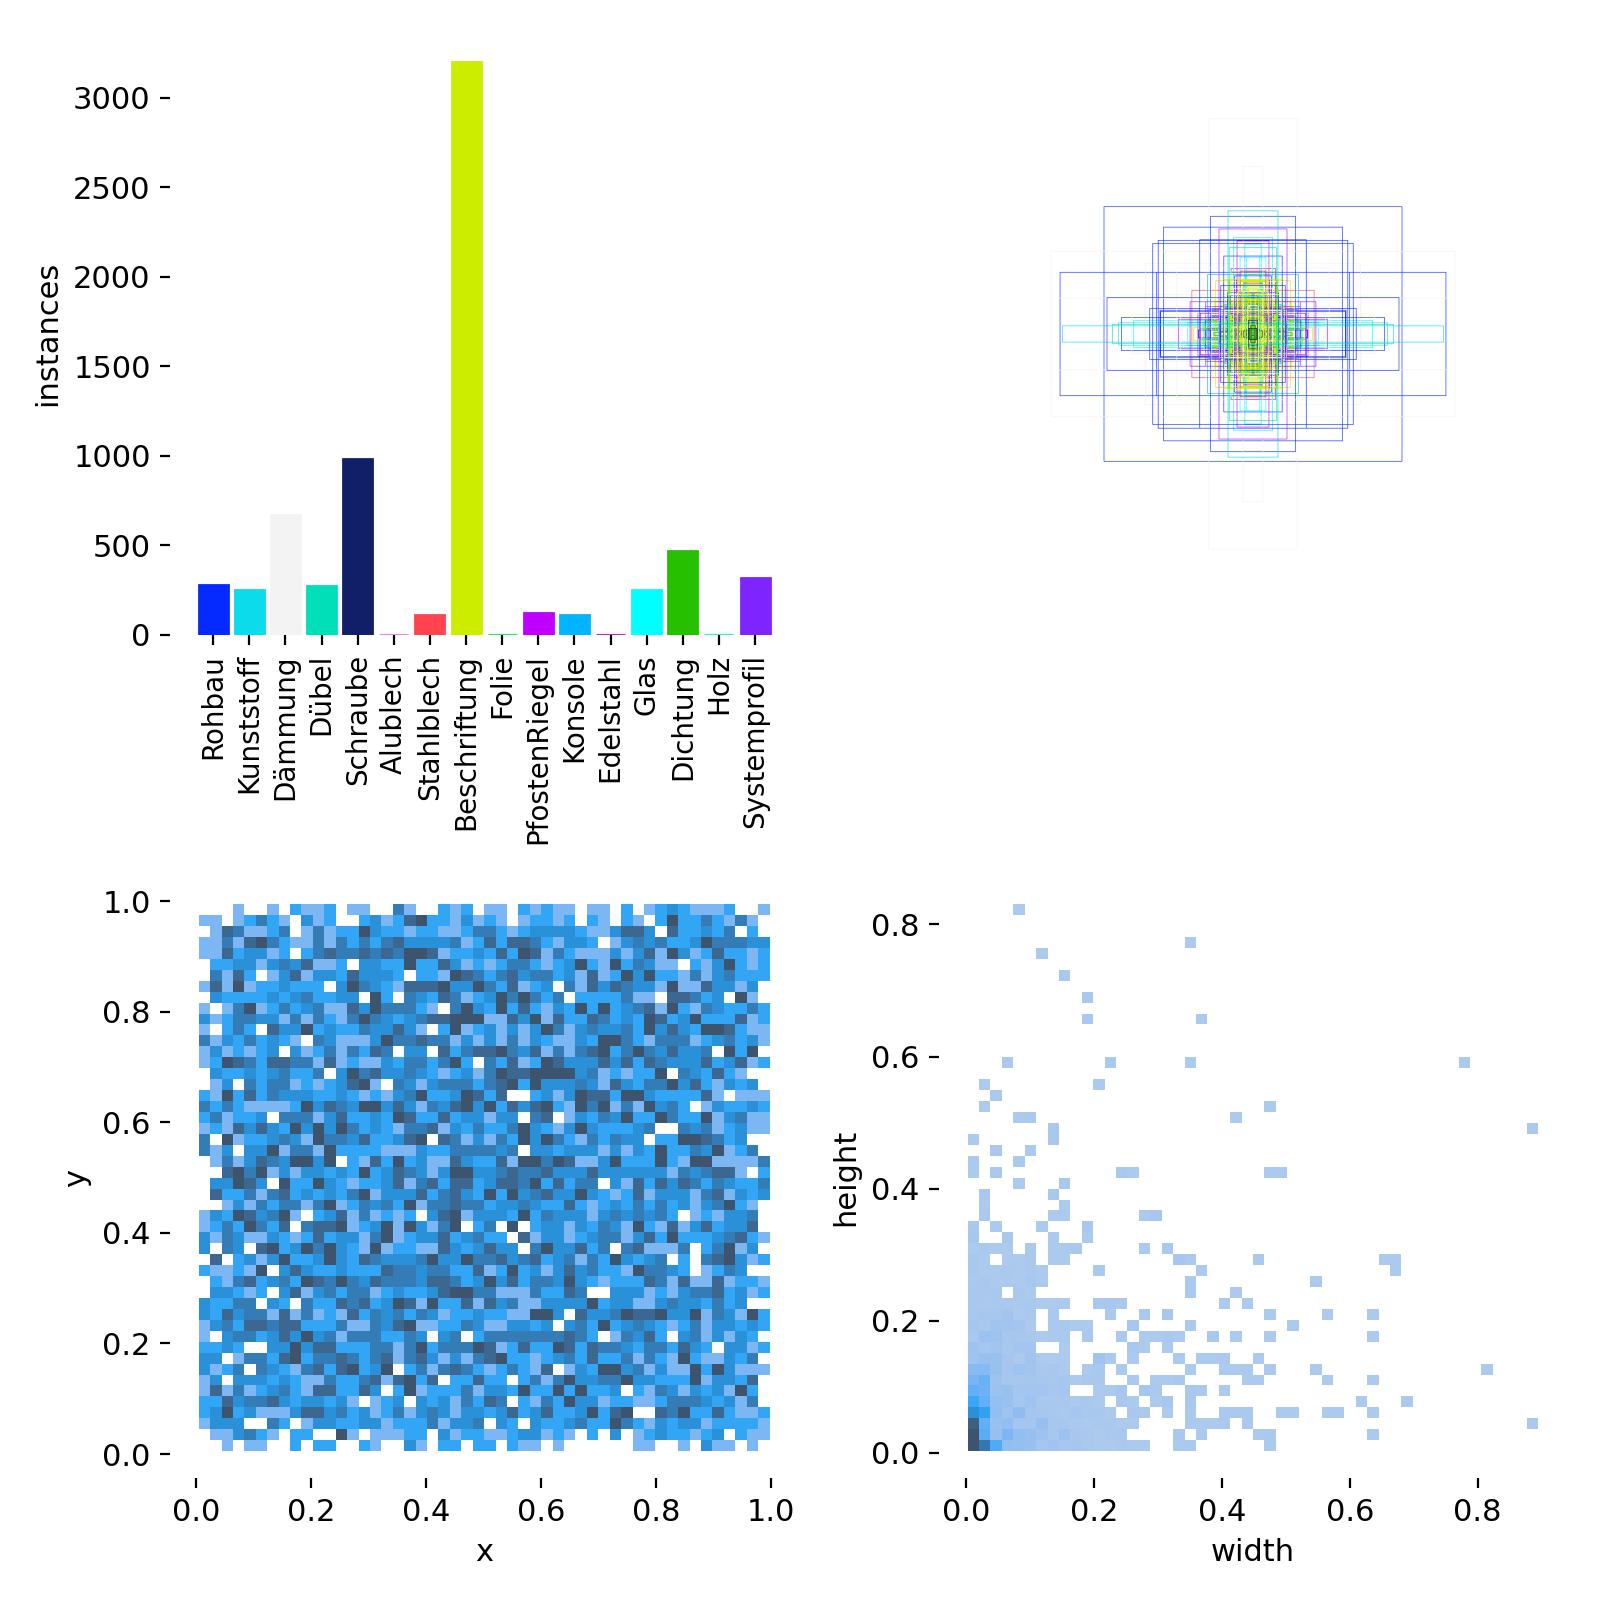 3000
2500
2000
1500
1000
500
0
instances
Rohbau
Kunststoff
Dämmung
Dübel
Schraube
Alublech
Stahlblech
Beschriftung
Folie
PfostenRiegel
Konsole
Edelstahl
Glas
Dichtung
Holz
Systemprofil
1.0
0.8
0.6
0.4
0.2
0.0
y
0.0 0.2 0.4 0.6 0.8 1.0
x
0.8
0.6
0.4
0.2
0.0
height
0.0 0.2 0.4 0.6 0.8
width